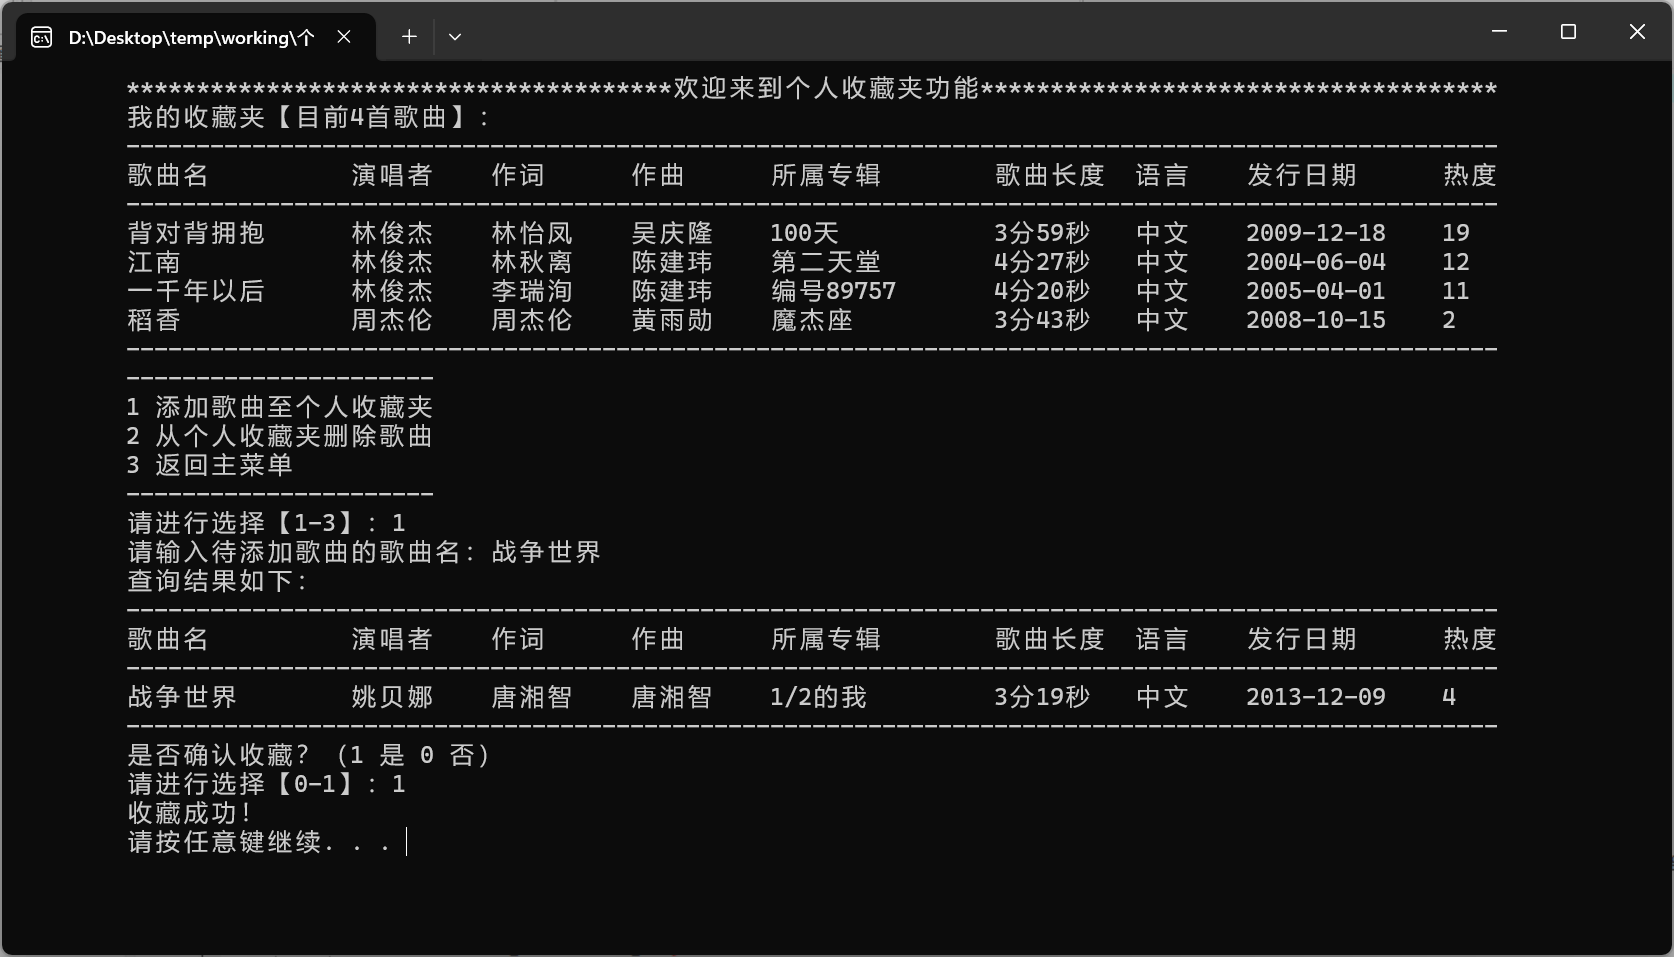 D:\Desktop\temp\working\个
***************************************欢迎来到个人收藏夹功能*************************************
我的收藏夹【目前4首歌曲】:
--------------------------------------------------------------------------------------------------
歌曲名 演唱者 作词 作曲 所属专辑 歌曲长度 语言 发行日期 热度
--------------------------------------------------------------------------------------------------
背对背拥抱 林俊杰 林怡凤 吴庆隆 100天 3分59秒 中文 2009-12-18 19
江南 林俊杰 林秋离 陈建玮 第二天堂 4分27秒 中文 2004-06-04 12
一千年以后 林俊杰 李瑞洵 陈建玮 编号89757 4分20秒 中文 2005-04-01 11
稻香 周杰伦 周杰伦 黄雨勋 魔杰座 3分43秒 中文 2008-10-15 2
--------------------------------------------------------------------------------------------------
----------------------
1 添加歌曲至个人收藏夹
2 从个人收藏夹删除歌曲
3 返回主菜单
----------------------
请进行选择【1-3】: 1
请输入待添加歌曲的歌曲名: 战争世界
查询结果如下:
--------------------------------------------------------------------------------------------------
歌曲名 演唱者 作词 作曲 所属专辑 歌曲长度 语言 发行日期 热度
--------------------------------------------------------------------------------------------------
战争世界 姚贝娜 唐湘智 唐湘智 1/2的我 3分19秒 中文 2013-12-09 4
--------------------------------------------------------------------------------------------------
是否确认收藏? (1 是 0 否)
请进行选择【0-1】: 1
收藏成功!
请按任意键继续. . .